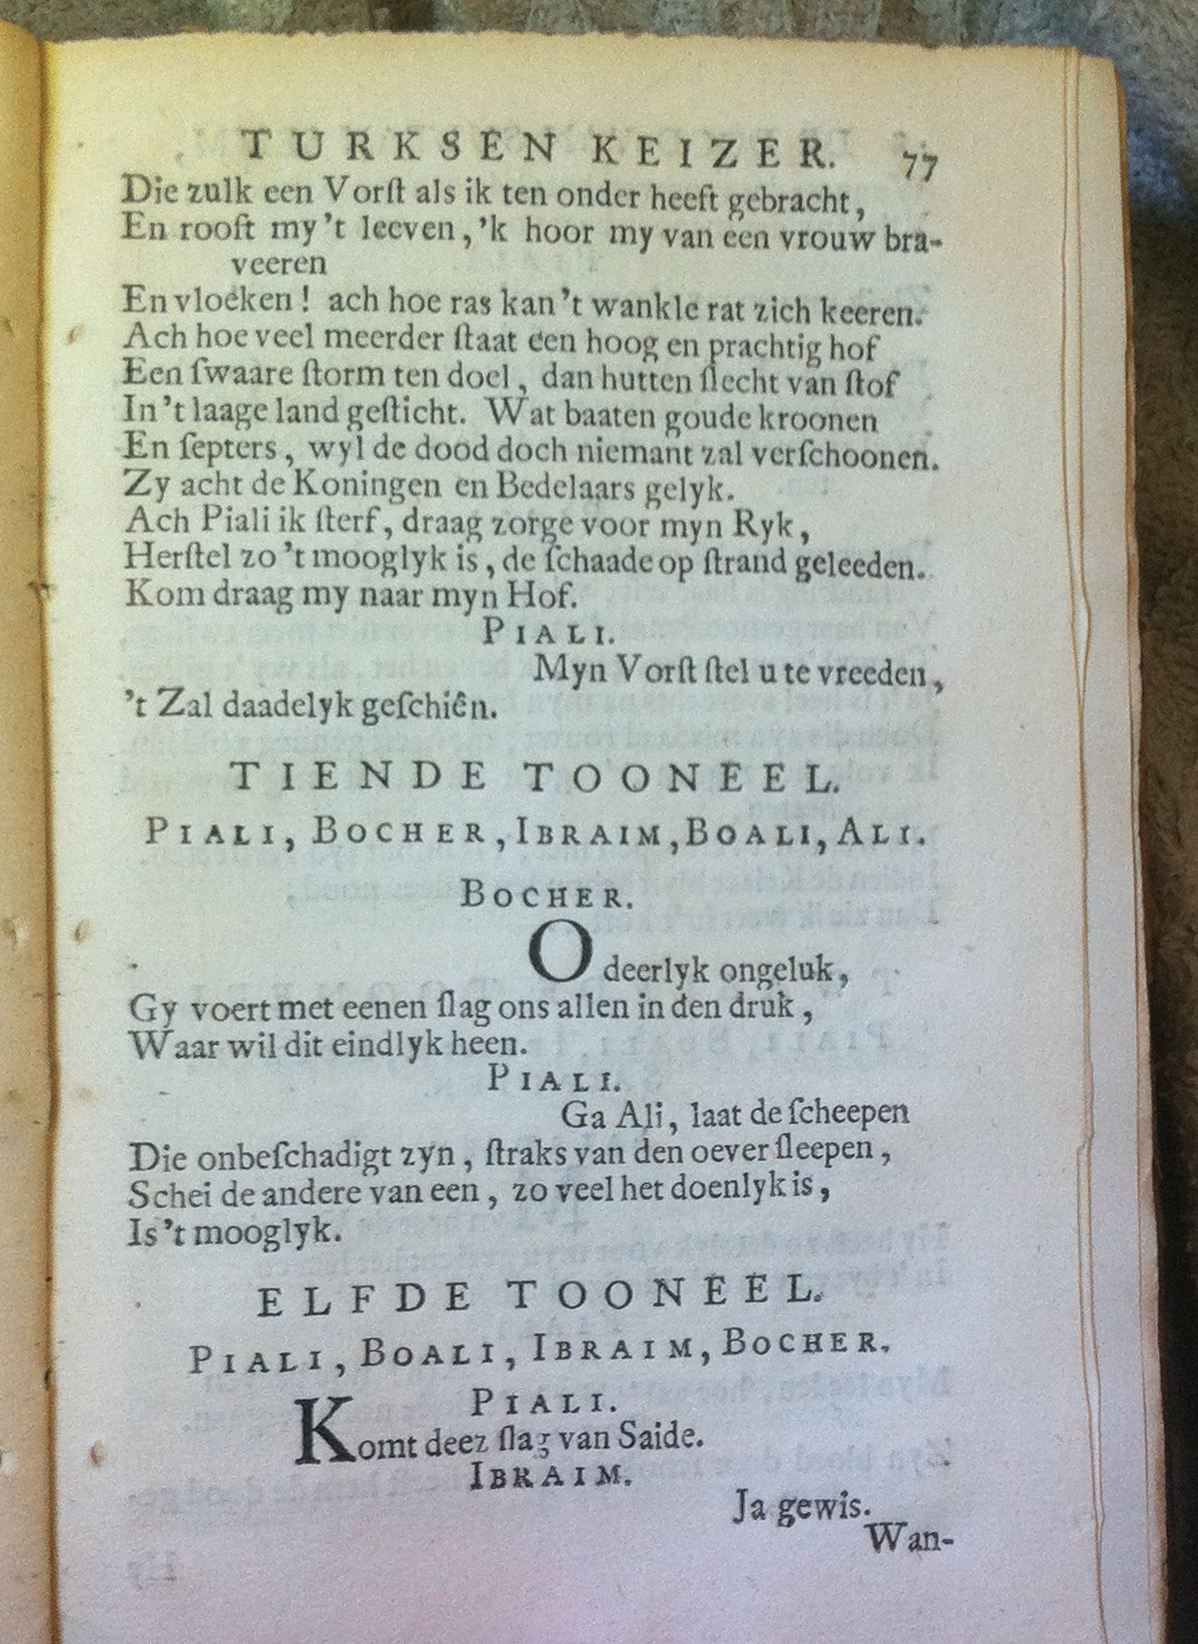 TURKSEN KEIZER. 77
Die zulk een Vorſt als ik ten onder heeft gebracht,
En rooft my 't leeven, 'k hoor my van een vrouw bra-
veeren
En vloeken! ach hoe ras kan 't wankle rat zich keeren.
Ach hoe veel meerder ſtaat een hoog en prachtig hof
Een ſwaare ſtorm ten doel, dan hutten ſlecht van ſtof
In 't laage land geſticht. Wat baaten goude kroonen
En ſepters, wyl de dood doch niemant zal verſchoonen.
Zy acht de Koningen en Bedelaars gelyk.
Ach Piali ik ſterf, draag zorge voor myn Ryk,
Herſtel zo 't mooglyk is, de ſchaade op ſtrand geleeden.
Kom draag my naar myn Hof.
PIALI.
Myn Vorſt ſtel u te vreeden,
't Zal daadelyk geſchiên.
TIENDE TOONEEL.
PIALI, BOCHER, IBRAIM, BOALI, ALI.
BOCHER.
O deerlyk ongeluk,
Gy voert met eenen ſlag ons allen in den druk,
Waar wil dit eindlyk heen.
PIALI.
Ga Ali, laat de ſcheepen
Die onbeſchadigt zyn, ſtraks van den oever ſleepen,
Schei de andere van een, zo veel het doenlyk is,
Is 't mooglyk.
ELFDE TOONEEL.
PIALI, BOALI, IBRAIM, BOCHER.
PIALI.
Komt deez ſlag van Saide.
IBRAIM.
Ja gewis.
Wan-